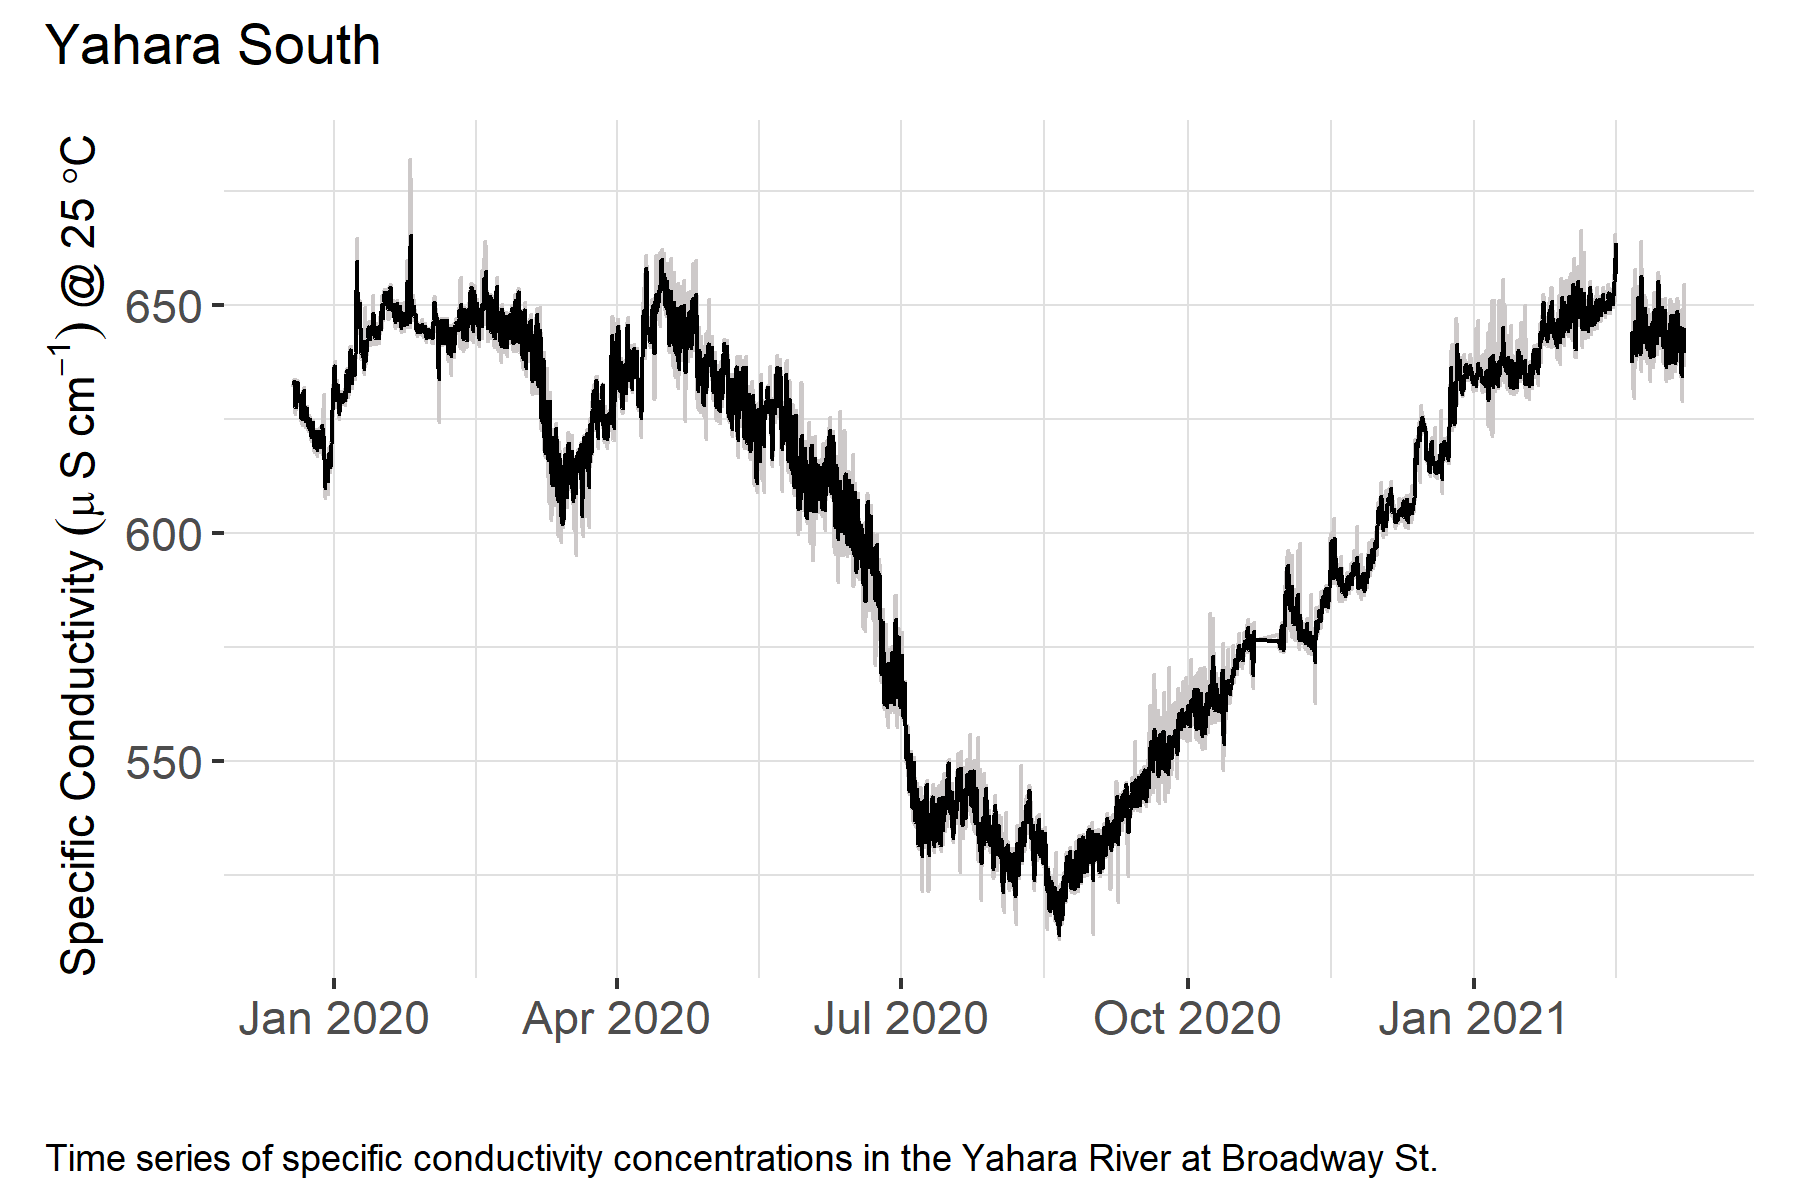 Yahara South
Specific Conductivity (μ S cm⁻¹) @ 25 °C
650
600
550
Jan 2020
Apr 2020
Jul 2020
Oct 2020
Jan 2021
Time series of specific conductivity concentrations in the Yahara River at Broadway St.